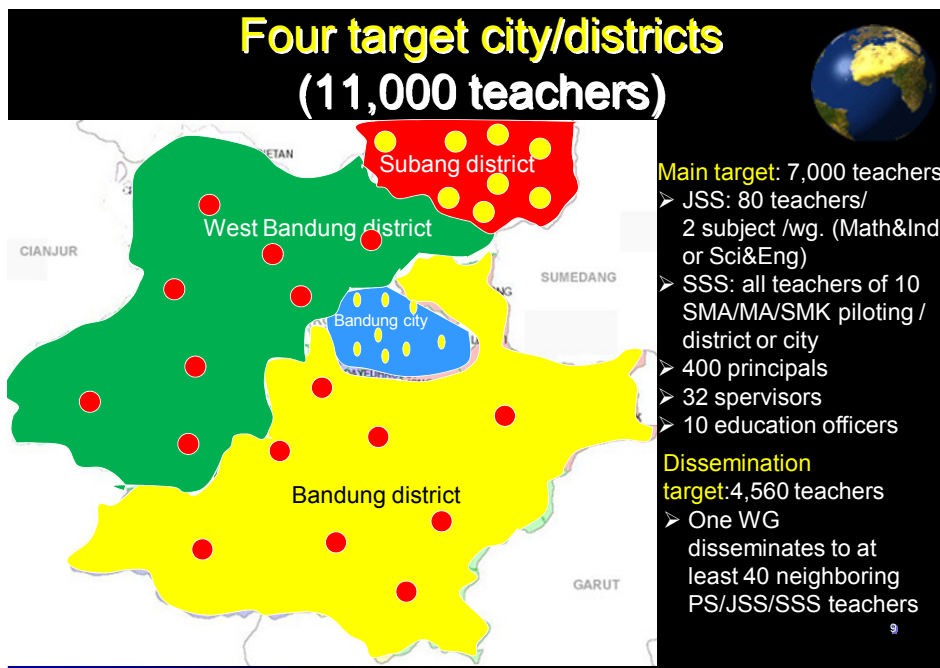 Four target city/districts
(11,000 teachers)
Subang district
West Bandung district
CIANJUR
SUMEDANG
Bandung city
Bandung district
GARUT
Main target: 7,000 teachers
➢ JSS: 80 teachers/
2 subject /wg. (Math&Ind
or Sci&Eng)
➢ SSS: all teachers of 10
SMA/MA/SMK piloting /
district or city
➢ 400 principals
➢ 32 spervisors
➢ 10 education officers
Dissemination
target:4,560 teachers
➢ One WG
disseminates to at
least 40 neighboring
PS/JSS/SSS teachers
9